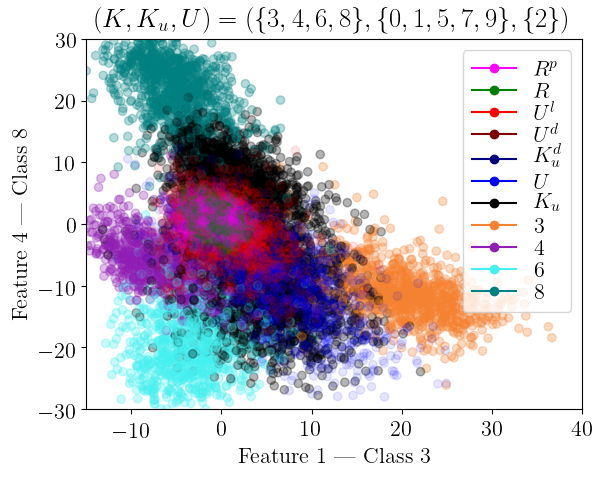 (K, K_u, U) = ({3, 4, 6, 8}, {0, 1, 5, 7, 9}, {2})
30
20
10
0
−10
−20
−30
Feature 4 — Class 8
−10
0
10
20
30
40
Feature 1 — Class 3
R^p
R
U^l
U^d
K_u^d
U
K_u
3
4
6
8